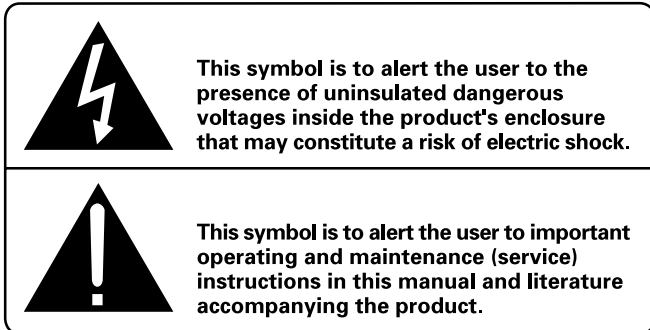 This symbol is to alert the user to the
presence of uninsulated dangerous
voltages inside the product's enclosure
that may constitute a risk of electric shock.
This symbol is to alert the user to important
operating and maintenance (service)
instructions in this manual and literature
accompanying the product.